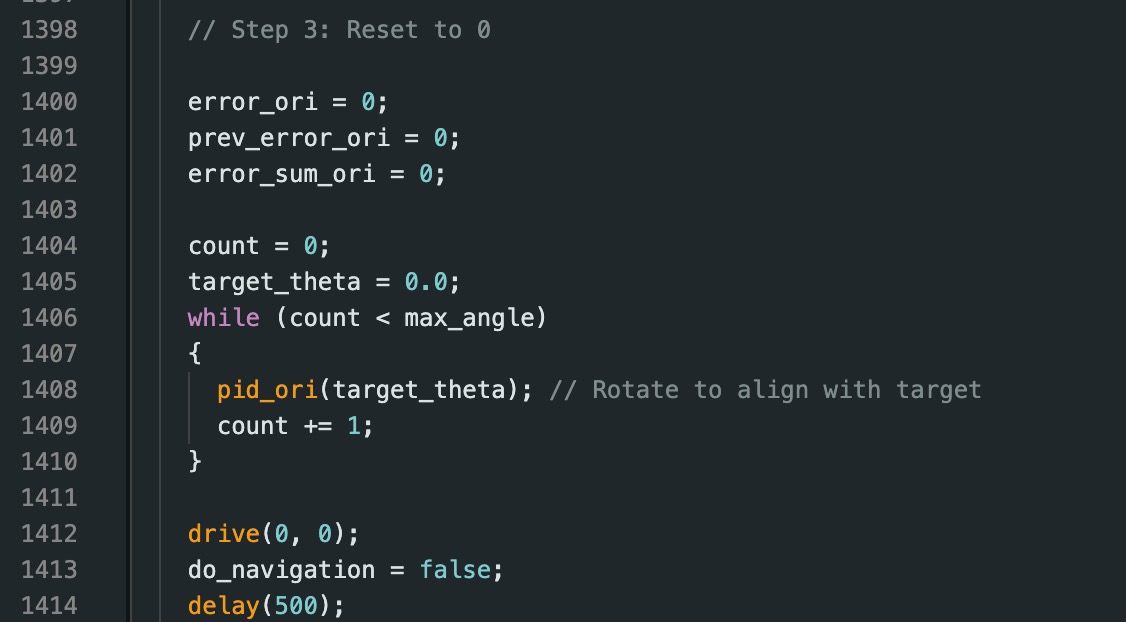 1398 // Step 3: Reset to 0
1399
1400 error_ori = 0;
1401 prev_error_ori = 0;
1402 error_sum_ori = 0;
1403
1404 count = 0;
1405 target_theta = 0.0;
1406 while (count < max_angle)
1407 {
1408 pid_ori(target_theta); // Rotate to align with target
1409 count += 1;
1410 }
1411
1412 drive(0, 0);
1413 do_navigation = false;
1414 delay(500);